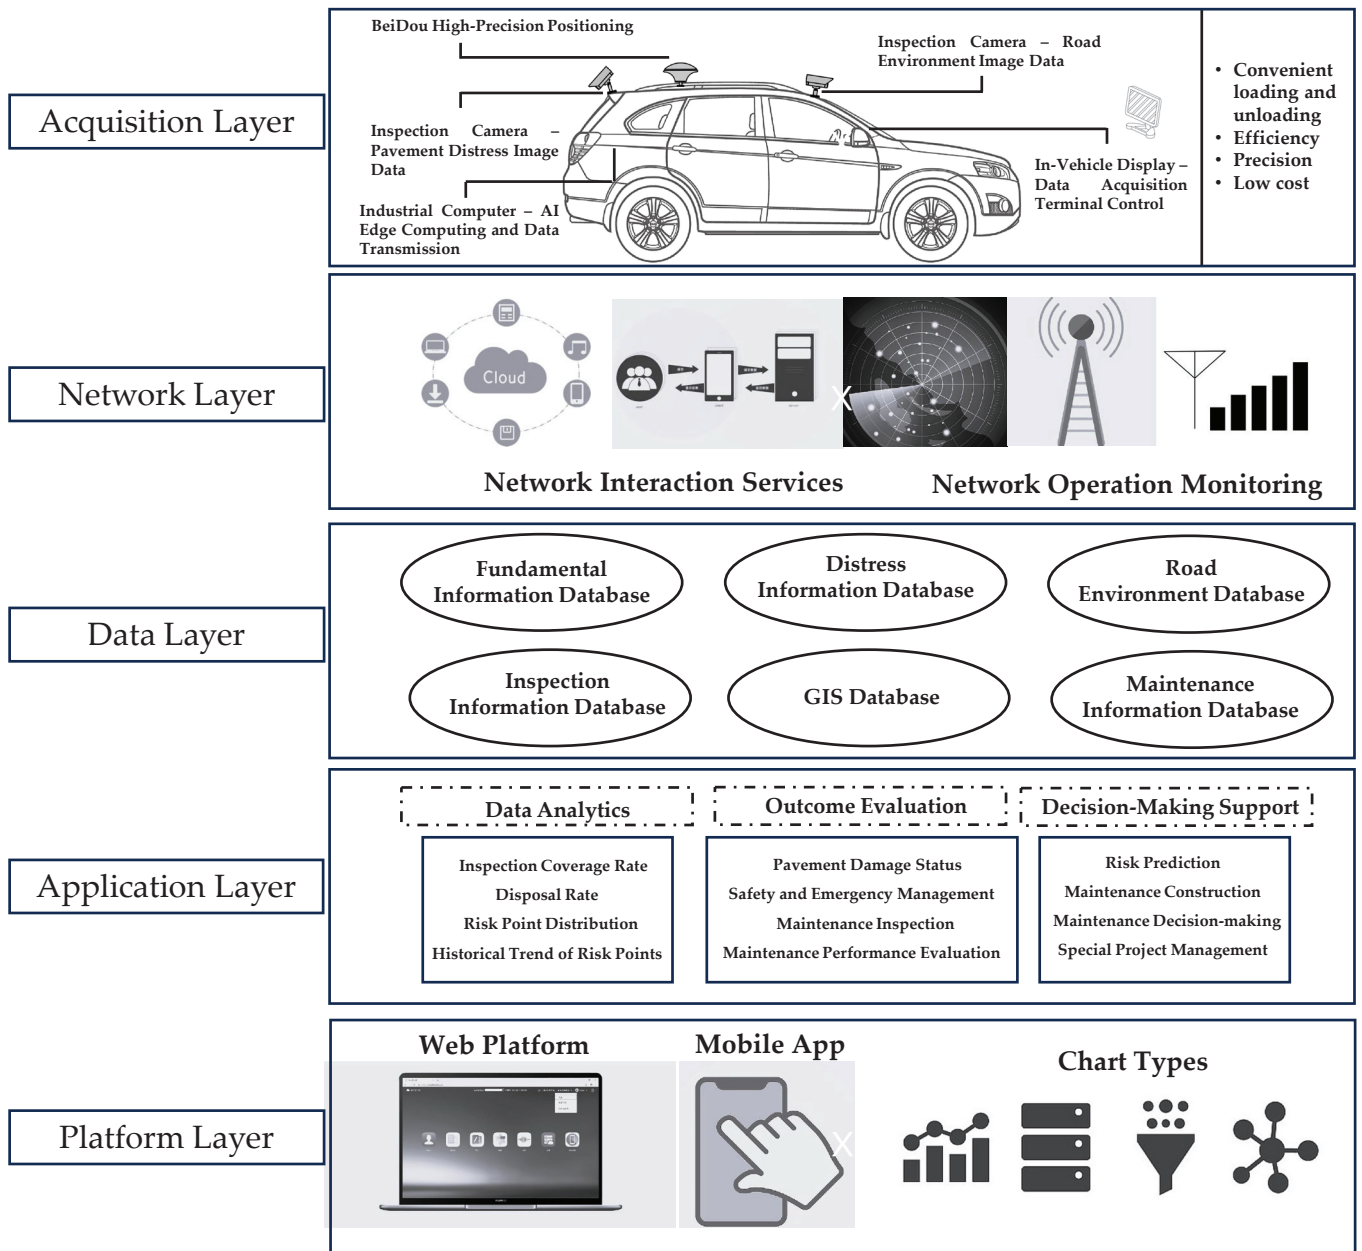 Acquisition Layer
BeiDou High-Precision Positioning
Inspection Camera – Road
Environment Image Data
Inspection Camera –
Pavement Distress Image
Data
Industrial Computer – AI
Edge Computing and Data
Transmission
In-Vehicle Display –
Data Acquisition
Terminal Control
• Convenient
loading and
unloading
• Efficiency
• Precision
• Low cost
Network Layer
Cloud
X
Network Interaction Services
Network Operation Monitoring
Data Layer
Fundamental
Information Database
Distress
Information Database
Road
Environment Database
Inspection
Information Database
GIS Database
Maintenance
Information Database
Application Layer
Data Analytics
Inspection Coverage Rate
Disposal Rate
Risk Point Distribution
Historical Trend of Risk Points
Outcome Evaluation
Pavement Damage Status
Safety and Emergency Management
Maintenance Inspection
Maintenance Performance Evaluation
Decision-Making Support
Risk Prediction
Maintenance Construction
Maintenance Decision-making
Special Project Management
Platform Layer
Web Platform
Mobile App
X
Chart Types